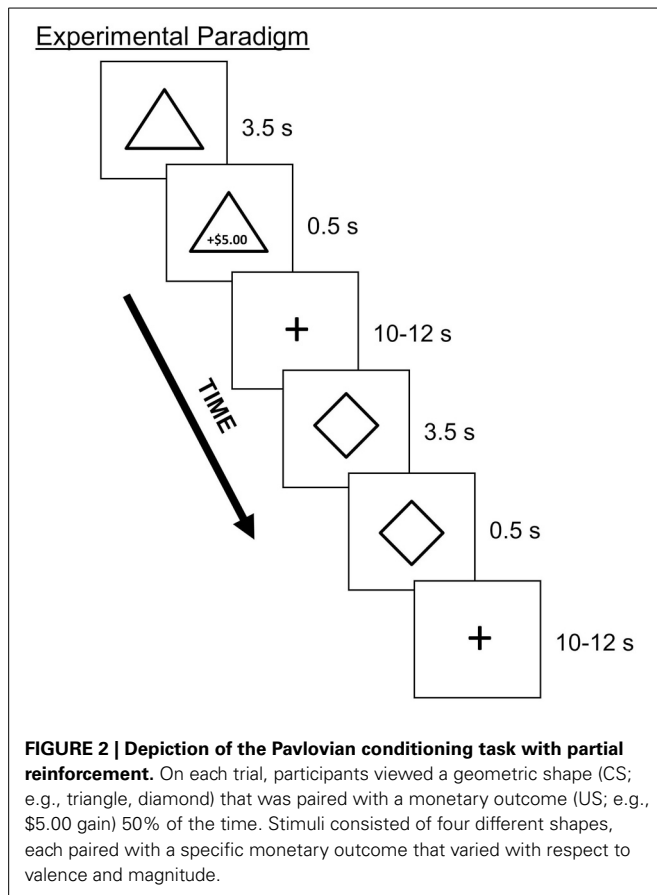 Experimental Paradigm
3.5 s
+$5.00
0.5 s
+
10-12 s
TIME
3.5 s
0.5 s
+
10-12 s
FIGURE 2 | Depiction of the Pavlovian conditioning task with partial
reinforcement. On each trial, participants viewed a geometric shape (CS;
e.g., triangle, diamond) that was paired with a monetary outcome (US; e.g.,
$5.00 gain) 50% of the time. Stimuli consisted of four different shapes,
each paired with a specific monetary outcome that varied with respect to
valence and magnitude.